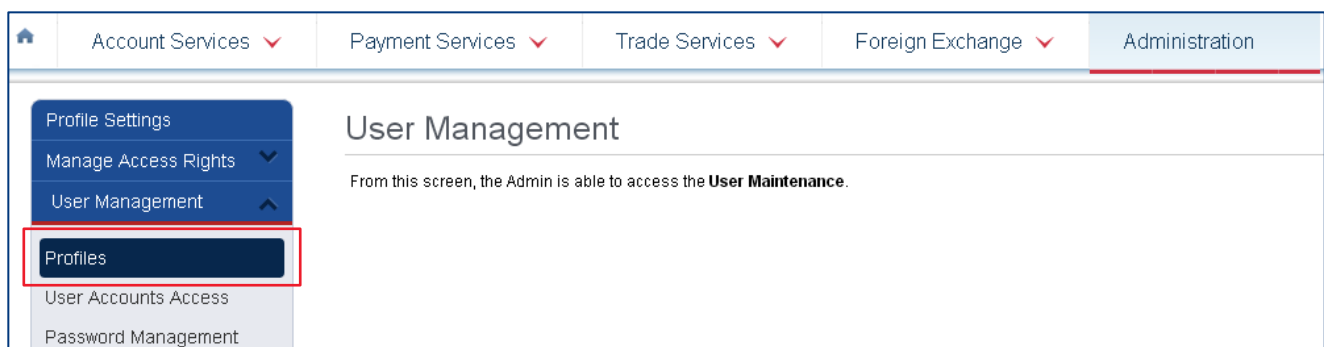 Account Services
Payment Services
Trade Services
Foreign Exchange
Administration
Profile Settings
Manage Access Rights
User Management
Profiles
User Accounts Access
Password Management
User Management
From this screen, the Admin is able to access the User Maintenance.